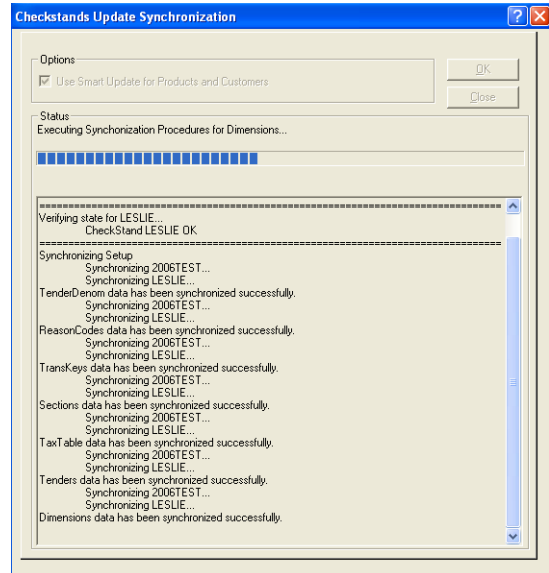 Checkstands Update Synchronization
Options
Use Smart Update for Products and Customers
OK
Close
Status
Executing Synchonization Procedures for Dimensions...
================================================================
Verifying state for LESLIE...
CheckStand LESLIE OK
================================================================
Synchronizing Setup
Synchronizing 2006TEST...
Synchronizing LESLIE...
TenderDenom data has been synchronized successfully.
Synchronizing 2006TEST...
Synchronizing LESLIE...
ReasonCodes data has been synchronized successfully.
Synchronizing 2006TEST...
Synchronizing LESLIE...
TransKeys data has been synchronized successfully.
Synchronizing 2006TEST...
Synchronizing LESLIE...
Sections data has been synchronized successfully.
Synchronizing 2006TEST...
Synchronizing LESLIE...
TaxTable data has been synchronized successfully.
Synchronizing 2006TEST...
Synchronizing LESLIE...
Tenders data has been synchronized successfully.
Synchronizing 2006TEST...
Synchronizing LESLIE...
Dimensions data has been synchronized successfully.